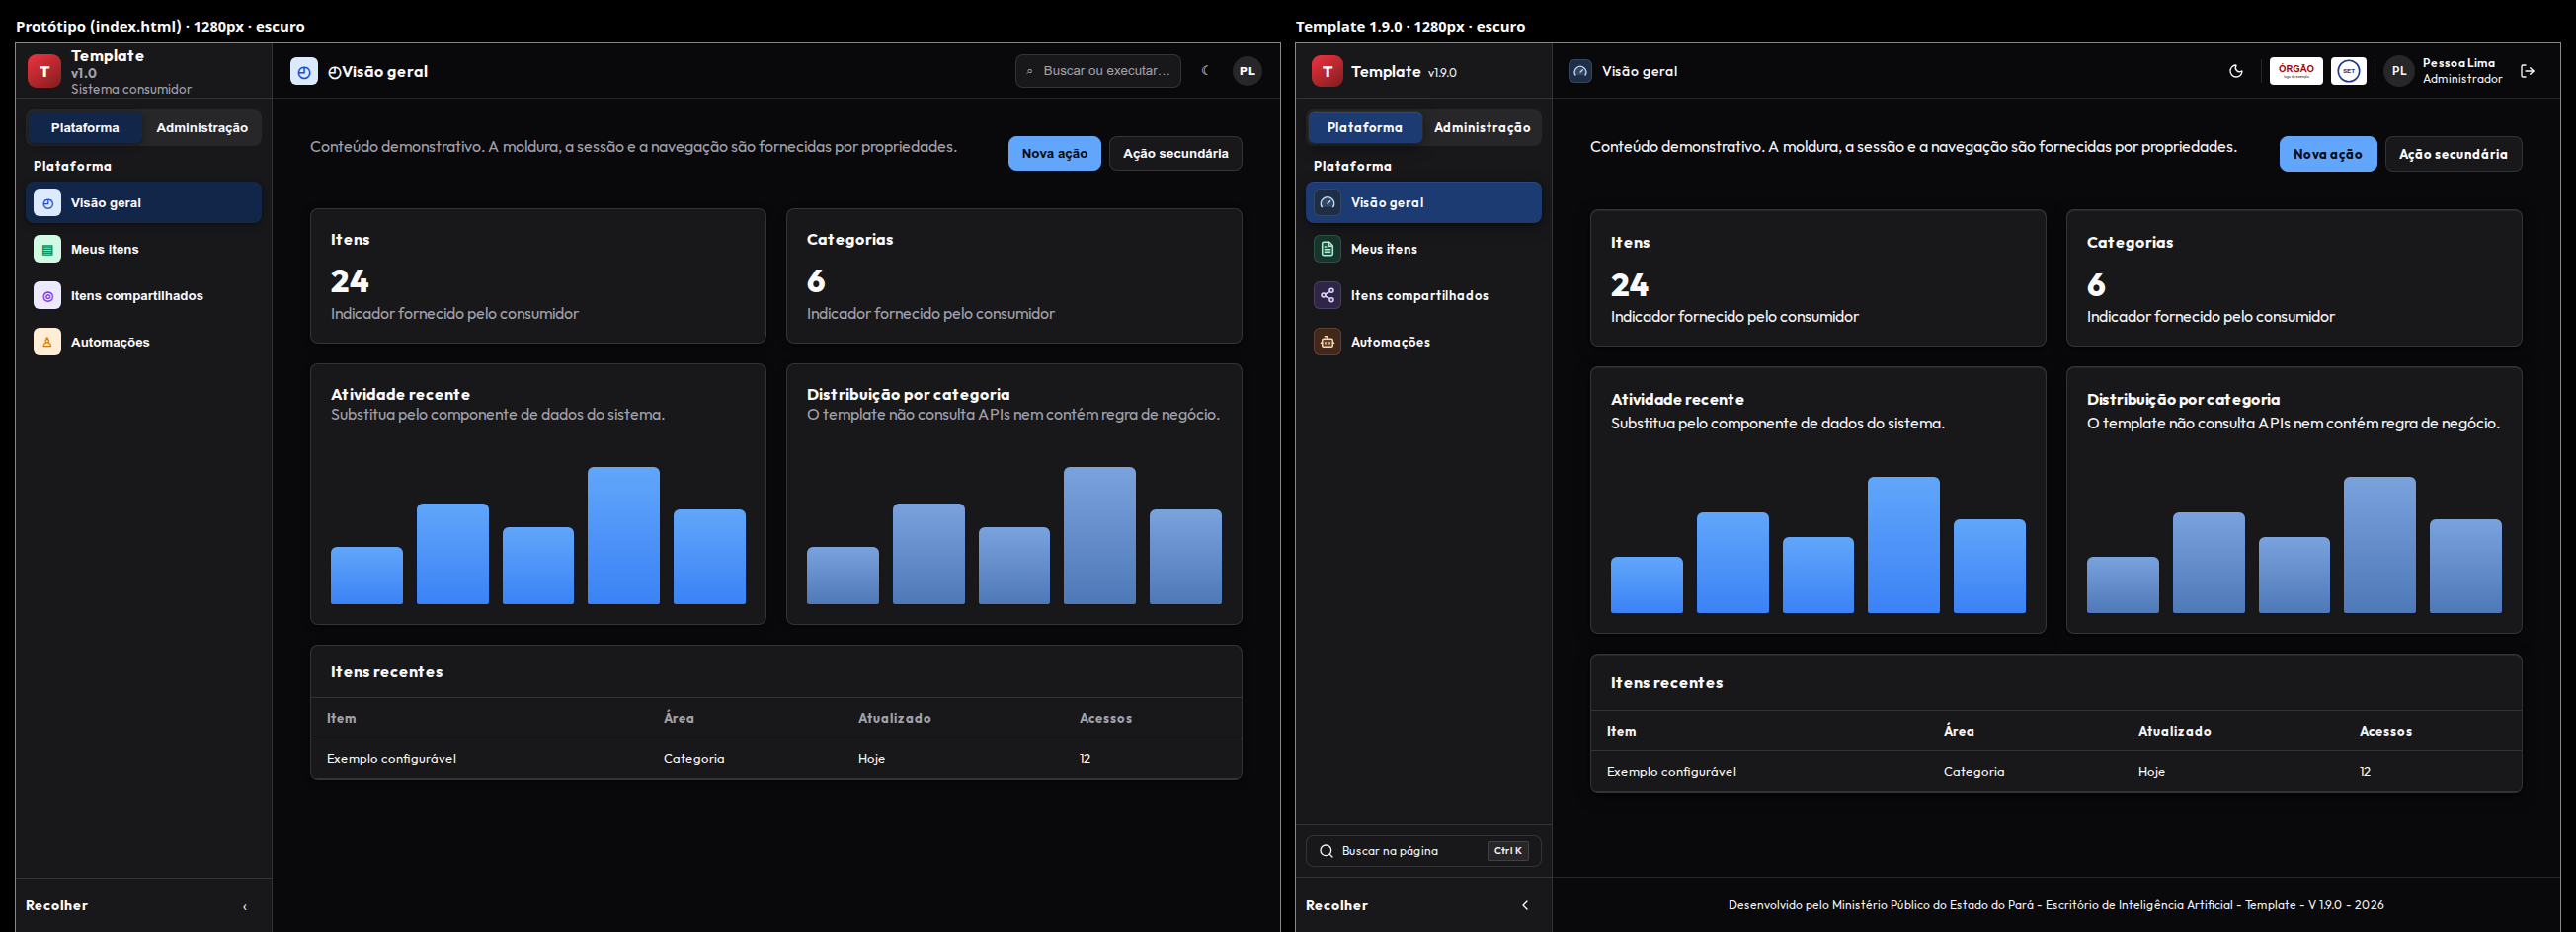 Protótipo (index.html) · 1280px · escuro
T
Template
v1.0
Sistema consumidor
Visão geral
Buscar ou executar...
PL
Plataforma
Administração
Plataforma
Visão geral
Meus itens
Itens compartilhados
Automações
Recolher
Conteúdo demonstrativo. A moldura, a sessão e a navegação são fornecidas por propriedades.
Nova ação
Ação secundária
Itens
24
Indicador fornecido pelo consumidor
Categorias
6
Indicador fornecido pelo consumidor
Atividade recente
Substitua pelo componente de dados do sistema.
Distribuição por categoria
O template não consulta APIs nem contém regra de negócio.
Itens recentes
Item Área Atualizado Acessos
Exemplo configurável Categoria Hoje 12
Template 1.9.0 · 1280px · escuro
T
Template v1.9.0
Visão geral
ÓRGÃO
SET
PL
Pessoa Lima
Administrador
Plataforma
Administração
Plataforma
Visão geral
Meus itens
Itens compartilhados
Automações
Buscar na página
Ctrl K
Recolher
Conteúdo demonstrativo. A moldura, a sessão e a navegação são fornecidas por propriedades.
Nova ação
Ação secundária
Itens
24
Indicador fornecido pelo consumidor
Categorias
6
Indicador fornecido pelo consumidor
Atividade recente
Substitua pelo componente de dados do sistema.
Distribuição por categoria
O template não consulta APIs nem contém regra de negócio.
Itens recentes
Item Área Atualizado Acessos
Exemplo configurável Categoria Hoje 12
Desenvolvido pelo Ministério Público do Estado do Pará - Escritório de Inteligência Artificial - Template - V 1.9.0 - 2026